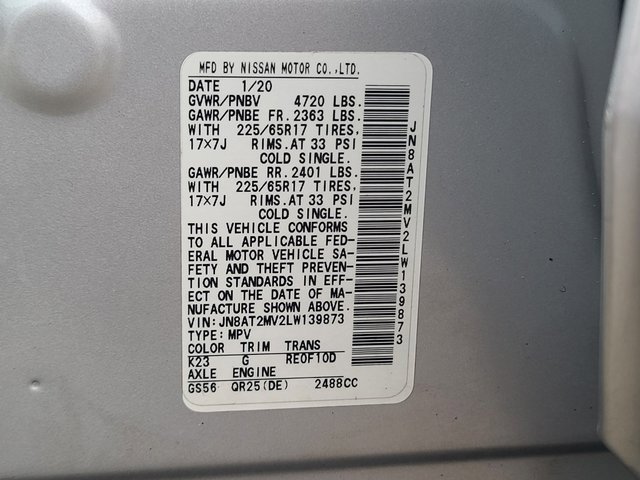 MFD BY NISSAN MOTOR CO.,LTD.
DATE 1/20
GVWR/PNBV 4720 LBS.
GAWR/PNBE FR. 2363 LBS.
WITH 225/65R17 TIRES,
17×7J RIMS.AT 33 PSI
COLD SINGLE.
GAWR/PNBE RR. 2401 LBS.
WITH 225/65R17 TIRES,
17×7J RIMS.AT 33 PSI
COLD SINGLE.
THIS VEHICLE CONFORMS
TO ALL APPLICABLE FED-
ERAL MOTOR VEHICLE SA-
FETY AND THEFT PREVEN-
TION STANDARDS IN EFF-
ECT ON THE DATE OF MA-
NUFACTURE SHOWN ABOVE.
VIN:JN8AT2MV2LW139873
TYPE:MPV
COLOR TRIM TRANS
K23 G RE0F10D
AXLE ENGINE
GS56 QR25(DE) 2488CC
JN8AT2MV2LW139873